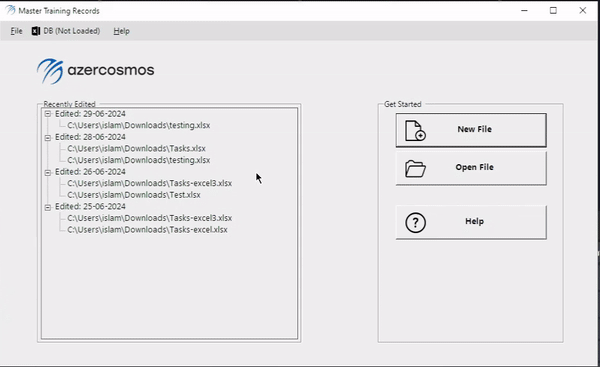 Master Training Records
File DB (Not Loaded) Help
azercosmos
Recently Edited
Edited: 29-06-2024
C:\Users\islam\Downloads\testing.xlsx
Edited: 28-06-2024
C:\Users\islam\Downloads\Tasks.xlsx
C:\Users\islam\Downloads\testing.xlsx
Edited: 26-06-2024
C:\Users\islam\Downloads\Tasks-excel3.xlsx
C:\Users\islam\Downloads\Test.xlsx
Edited: 25-06-2024
C:\Users\islam\Downloads\Tasks-excel3.xlsx
C:\Users\islam\Downloads\Tasks-excel.xlsx
Get Started
New File
Open File
Help